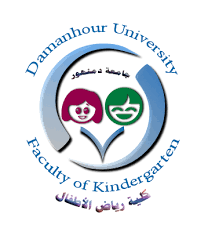 Damanhour University
جامعة دمنهور
Faculty of Kindergarten
كلية رياض الأطفال